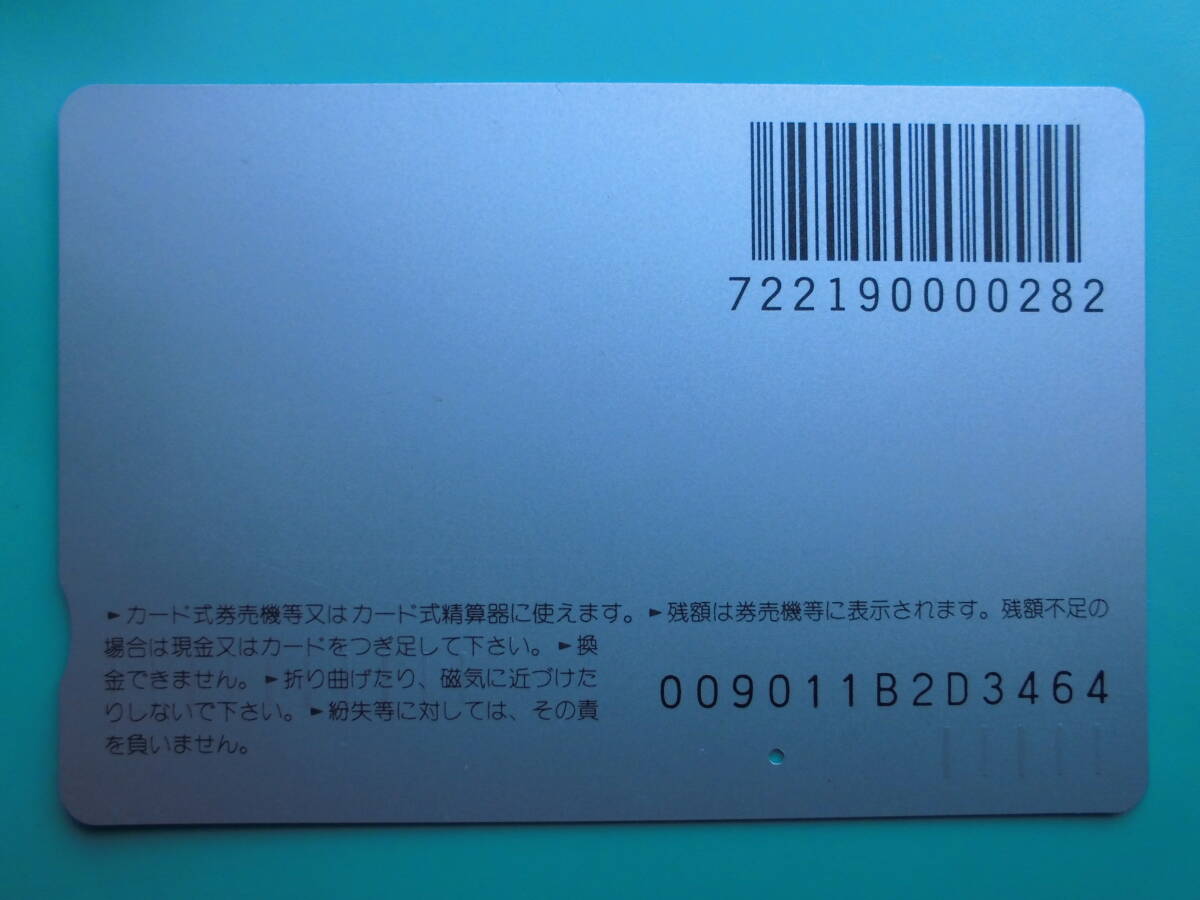 722190000282
►カード式券売機等又はカード式精算器に使えます。►残額は券売機等に表示されます。残額不足の
場合は現金又はカードをつぎ足して下さい。►換
金できません。►折り曲げたり、磁気に近づけた
りしないで下さい。►紛失等に対しては、その責
を負いません。
009011B2D3464